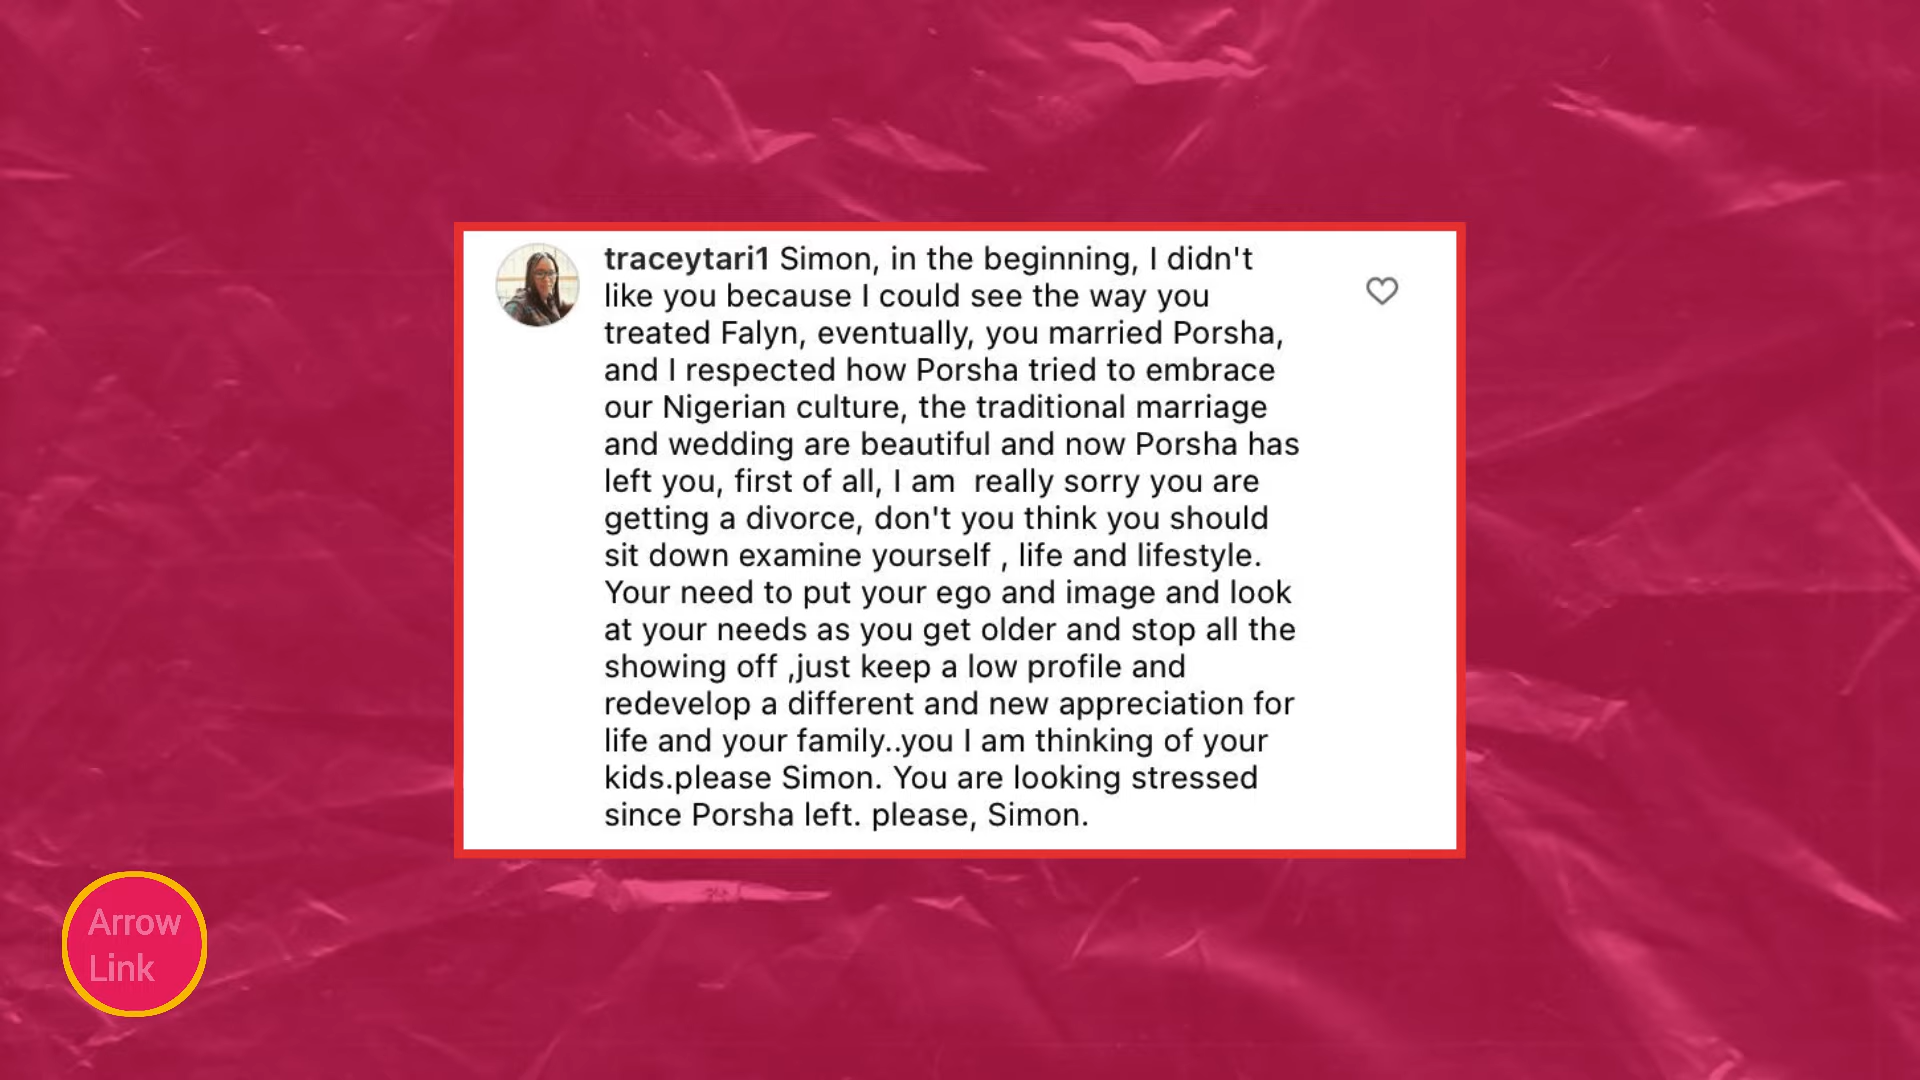 traceytari1 Simon, in the beginning, I didn't
like you because I could see the way you
treated Falyn, eventually, you married Porsha,
and I respected how Porsha tried to embrace
our Nigerian culture, the traditional marriage
and wedding are beautiful and now Porsha has
left you, first of all, I am  really sorry you are
getting a divorce, don't you think you should
sit down examine yourself , life and lifestyle.
Your need to put your ego and image and look
at your needs as you get older and stop all the
showing off ,just keep a low profile and
redevelop a different and new appreciation for
life and your family..you I am thinking of your
kids.please Simon. You are looking stressed
since Porsha left. please, Simon.
Arrow
Link